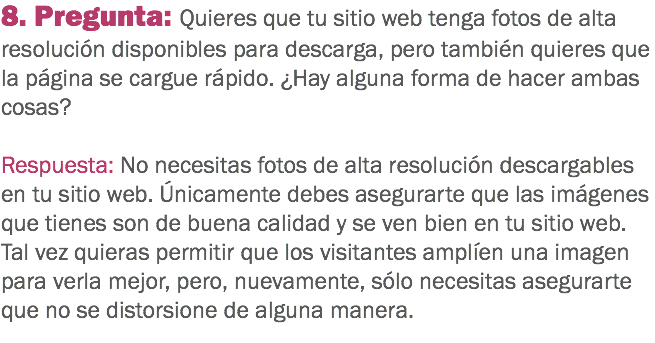 8. Pregunta: Quieres que tu sitio web tenga fotos de alta
resolución disponibles para descarga, pero también quieres que
la página se cargue rápido. ¿Hay alguna forma de hacer ambas
cosas?
Respuesta: No necesitas fotos de alta resolución descargables
en tu sitio web. Únicamente debes asegurarte que las imágenes
que tienes son de buena calidad y se ven bien en tu sitio web.
Tal vez quieras permitir que los visitantes amplíen una imagen
para verla mejor, pero, nuevamente, sólo necesitas asegurarte
que no se distorsione de alguna manera.